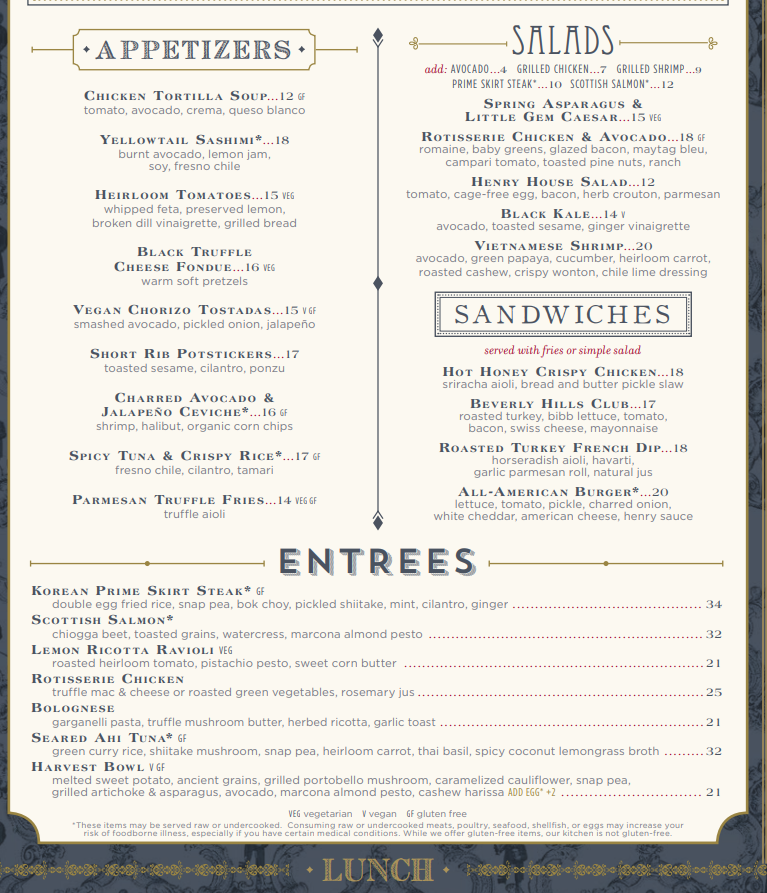 APPETIZERS
CHICKEN TORTILLA SOUP...12 GF
tomato, avocado, crema, queso blanco
YELLOWTAIL SASHIMI*...18
burnt avocado, lemon jam,
soy, fresno chile
HEIRLOOM TOMATOES...15 VEG
whipped feta, preserved lemon,
broken dill vinaigrette, grilled bread
BLACK TRUFFLE
CHEESE FONDUE...16 VEG
warm soft pretzels
VEGAN CHORIZO TOSTADAS...15 V GF
smashed avocado, pickled onion, jalapeño
SHORT RIB POTSTICKERS...17
toasted sesame, cilantro, ponzu
CHARRED AVOCADO &
JALAPEÑO CEVICHE*...16 GF
shrimp, halibut, organic corn chips
SPICY TUNA & CRISPY RICE*...17 GF
fresno chile, cilantro, tamari
PARMESAN TRUFFLE FRIES...14 VEG GF
truffle aioli
SALADS
add: AVOCADO...4 GRILLED CHICKEN...7 GRILLED SHRIMP...9
PRIME SKIRT STEAK*...10 SCOTTISH SALMON*...12
SPRING ASPARAGUS &
LITTLE GEM CAESAR...15 VEG
ROTISSERIE CHICKEN & AVOCADO...18 GF
romaine, baby greens, glazed bacon, maytag bleu,
campari tomato, toasted pine nuts, ranch
HENRY HOUSE SALAD...12
tomato, cage-free egg, bacon, herb crouton, parmesan
BLACK KALE...14 V
avocado, toasted sesame, ginger vinaigrette
VIETNAMESE SHRIMP...20
avocado, green papaya, cucumber, heirloom carrot,
roasted cashew, crispy wonton, chile lime dressing
SANDWICHES
served with fries or simple salad
HOT HONEY CRISPY CHICKEN...18
sriracha aioli, bread and butter pickle slaw
BEVERLY HILLS CLUB...17
roasted turkey, bibb lettuce, tomato,
bacon, swiss cheese, mayonnaise
ROASTED TURKEY FRENCH DIP...18
horseradish aioli, havarti,
garlic parmesan roll, natural jus
ALL-AMERICAN BURGER*...20
lettuce, tomato, pickle, charred onion,
white cheddar, american cheese, henry sauce
ENTREES
KOREAN PRIME SKIRT STEAK* GF
double egg fried rice, snap pea, bok choy, pickled shiitake, mint, cilantro, ginger ........ 34
SCOTTISH SALMON*
chiogga beet, toasted grains, watercress, marcona almond pesto ........ 32
LEMON RICOTTA RAVIOLI VEG
roasted heirloom tomato, pistachio pesto, sweet corn butter ........ 21
ROTISSERIE CHICKEN
truffle mac & cheese or roasted green vegetables, rosemary jus ........ 25
BOLOGNESE
garganelli pasta, truffle mushroom butter, herbed ricotta, garlic toast ........ 21
SEARED AHI TUNA* GF
green curry rice, shiitake mushroom, snap pea, heirloom carrot, thai basil, spicy coconut lemongrass broth ........ 32
HARVEST BOWL V GF
melted sweet potato, ancient grains, grilled portobello mushroom, caramelized cauliflower, snap pea,
grilled artichoke & asparagus, avocado, marcona almond pesto, cashew harissa ADD EGG* +2 ........ 21
VEG vegetarian V vegan GF gluten free
*These items may be served raw or undercooked. Consuming raw or undercooked meats, poultry, seafood, shellfish, or eggs may increase your
risk of foodborne illness, especially if you have certain medical conditions. While we offer gluten-free items, our kitchen is not gluten-free.
LUNCH